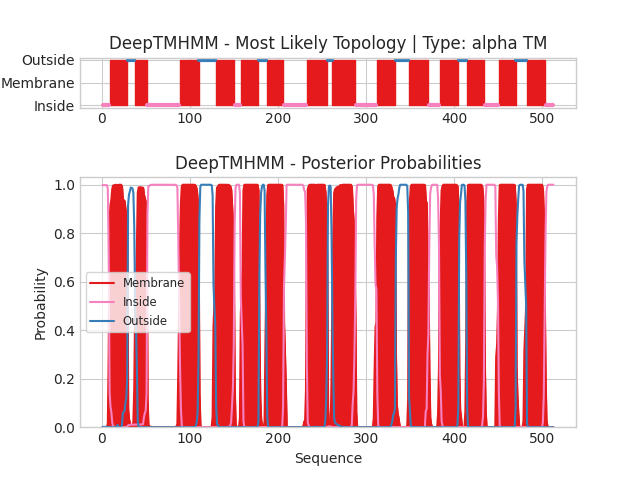 DeepTMHMM - Most Likely Topology | Type: alpha TM
Outside
Membrane
Inside
0 100 200 300 400 500
DeepTMHMM - Posterior Probabilities
1.0
0.8
0.6
0.4
0.2
0.0
Probability
Membrane
Inside
Outside
0 100 200 300 400 500
Sequence